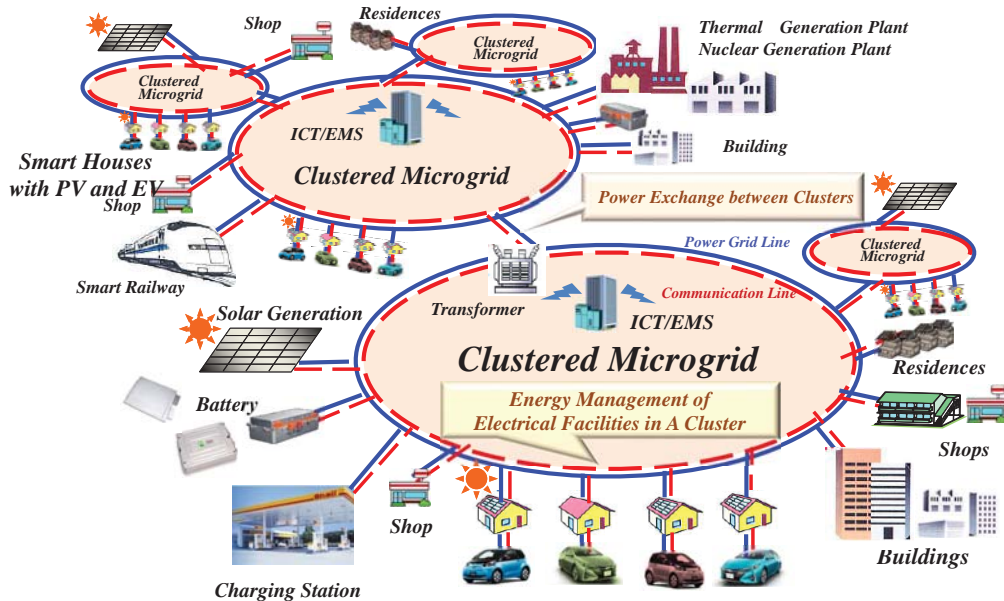 Shop
Residences
Thermal Generation Plant
Nuclear Generation Plant
Clustered
Microgrid
Clustered
Microgrid
ICT/EMS
Building
Clustered Microgrid
Smart Houses
with PV and EV
Shop
Power Exchange between Clusters
Power Grid Line
Clustered
Microgrid
Smart Railway
Transformer
Communication Line
Solar Generation
ICT/EMS
Clustered Microgrid
Residences
Battery
Energy Management of
Electrical Facilities in A Cluster
Shops
Shop
Buildings
Charging Station